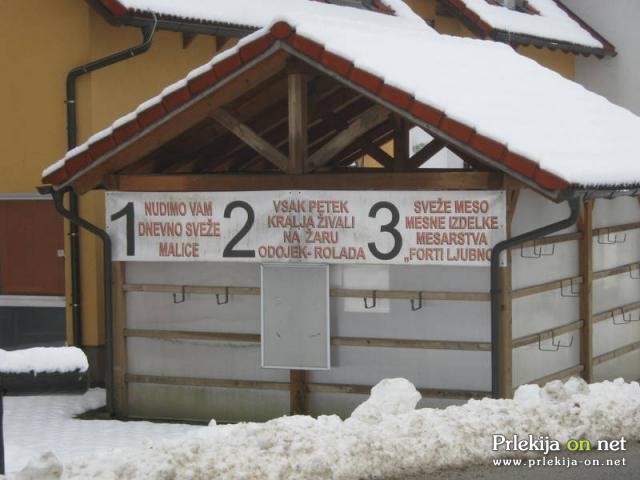 1 NUDIMO VAM
DNEVNO SVEŽE
MALICE
2 VSAK PETEK
KRALJA ŽIVALI
NA ŽARU
ODOJEK- ROLADA
3 SVEŽE MESO
MESNE IZDELKE
MESARSTVA
„FORTI LJUBNO
Prlekija on net
www.prlekija-on.net